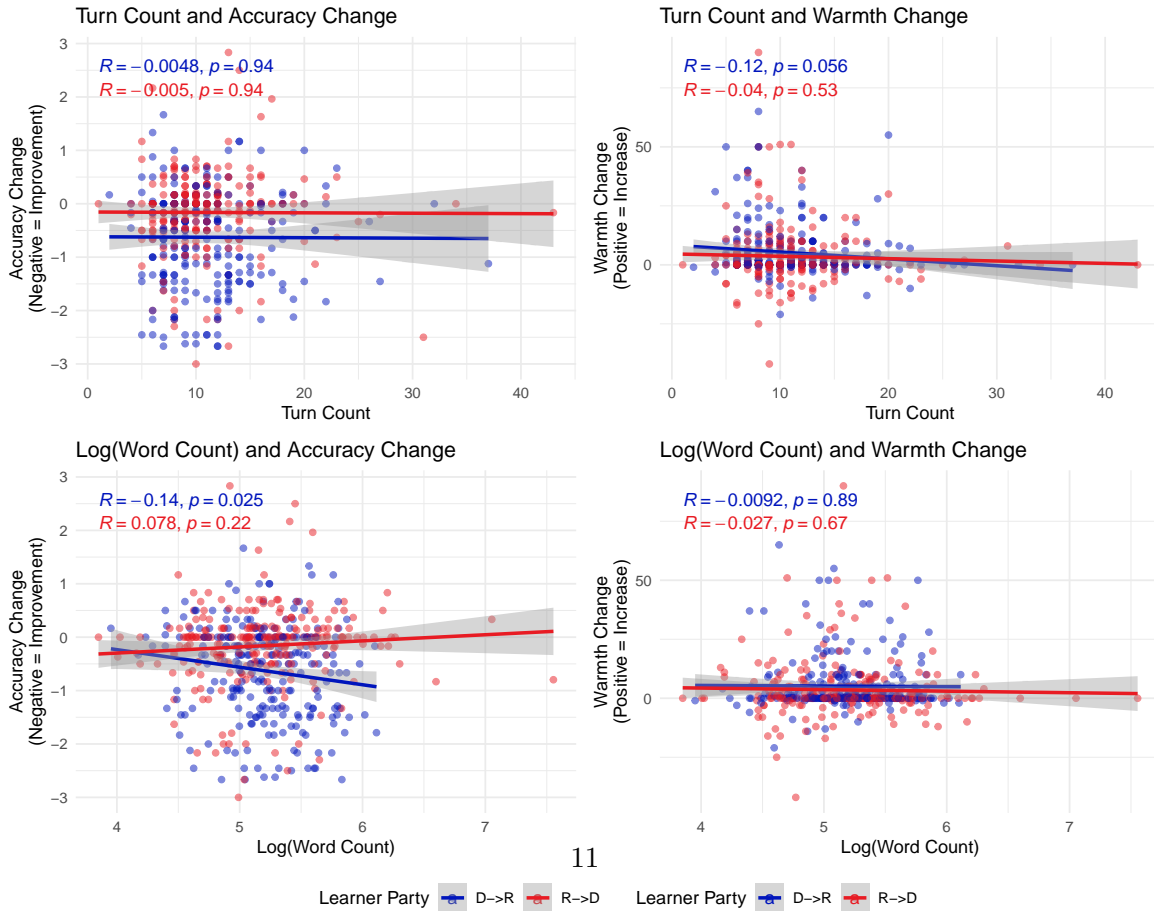 Turn Count and Accuracy Change
R = −0.0048, p = 0.94
R = −0.005, p = 0.94
Accuracy Change
(Negative = Improvement)
3
2
1
0
−1
−2
−3
0
10
20
30
40
Turn Count
Turn Count and Warmth Change
R = −0.12, p = 0.056
R = −0.04, p = 0.53
Warmth Change
(Positive = Increase)
50
0
0
10
20
30
40
Turn Count
Log(Word Count) and Accuracy Change
R = −0.14, p = 0.025
R = 0.078, p = 0.22
Accuracy Change
(Negative = Improvement)
3
2
1
0
−1
−2
−3
4
5
6
7
Log(Word Count)
Log(Word Count) and Warmth Change
R = −0.0092, p = 0.89
R = −0.027, p = 0.67
Warmth Change
(Positive = Increase)
50
0
4
5
6
7
Log(Word Count)
11
Learner Party a D−>R a R−>D
Learner Party a D−>R a R−>D